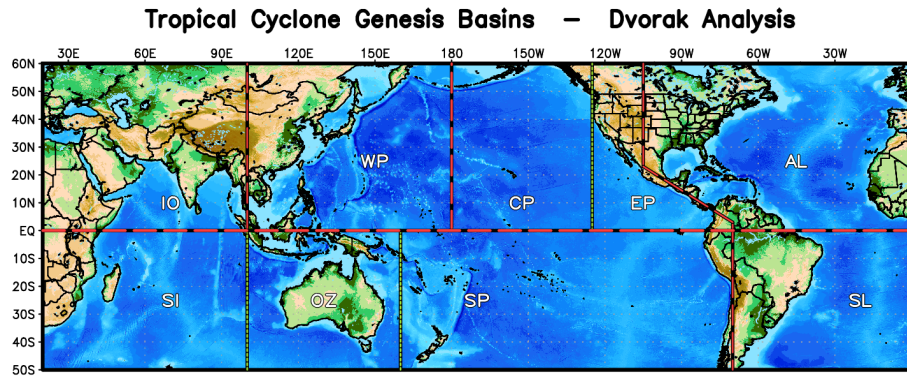 Tropical Cyclone Genesis Basins – Dvorak Analysis
30E 60E 90E 120E 150E 180 150W 120W 90W 60W 30W
60N
50N
40N
30N
WP AL
20N
IO CP EP
10N
EQ
10S
20S
SI OZ SP SL
30S
40S
50S